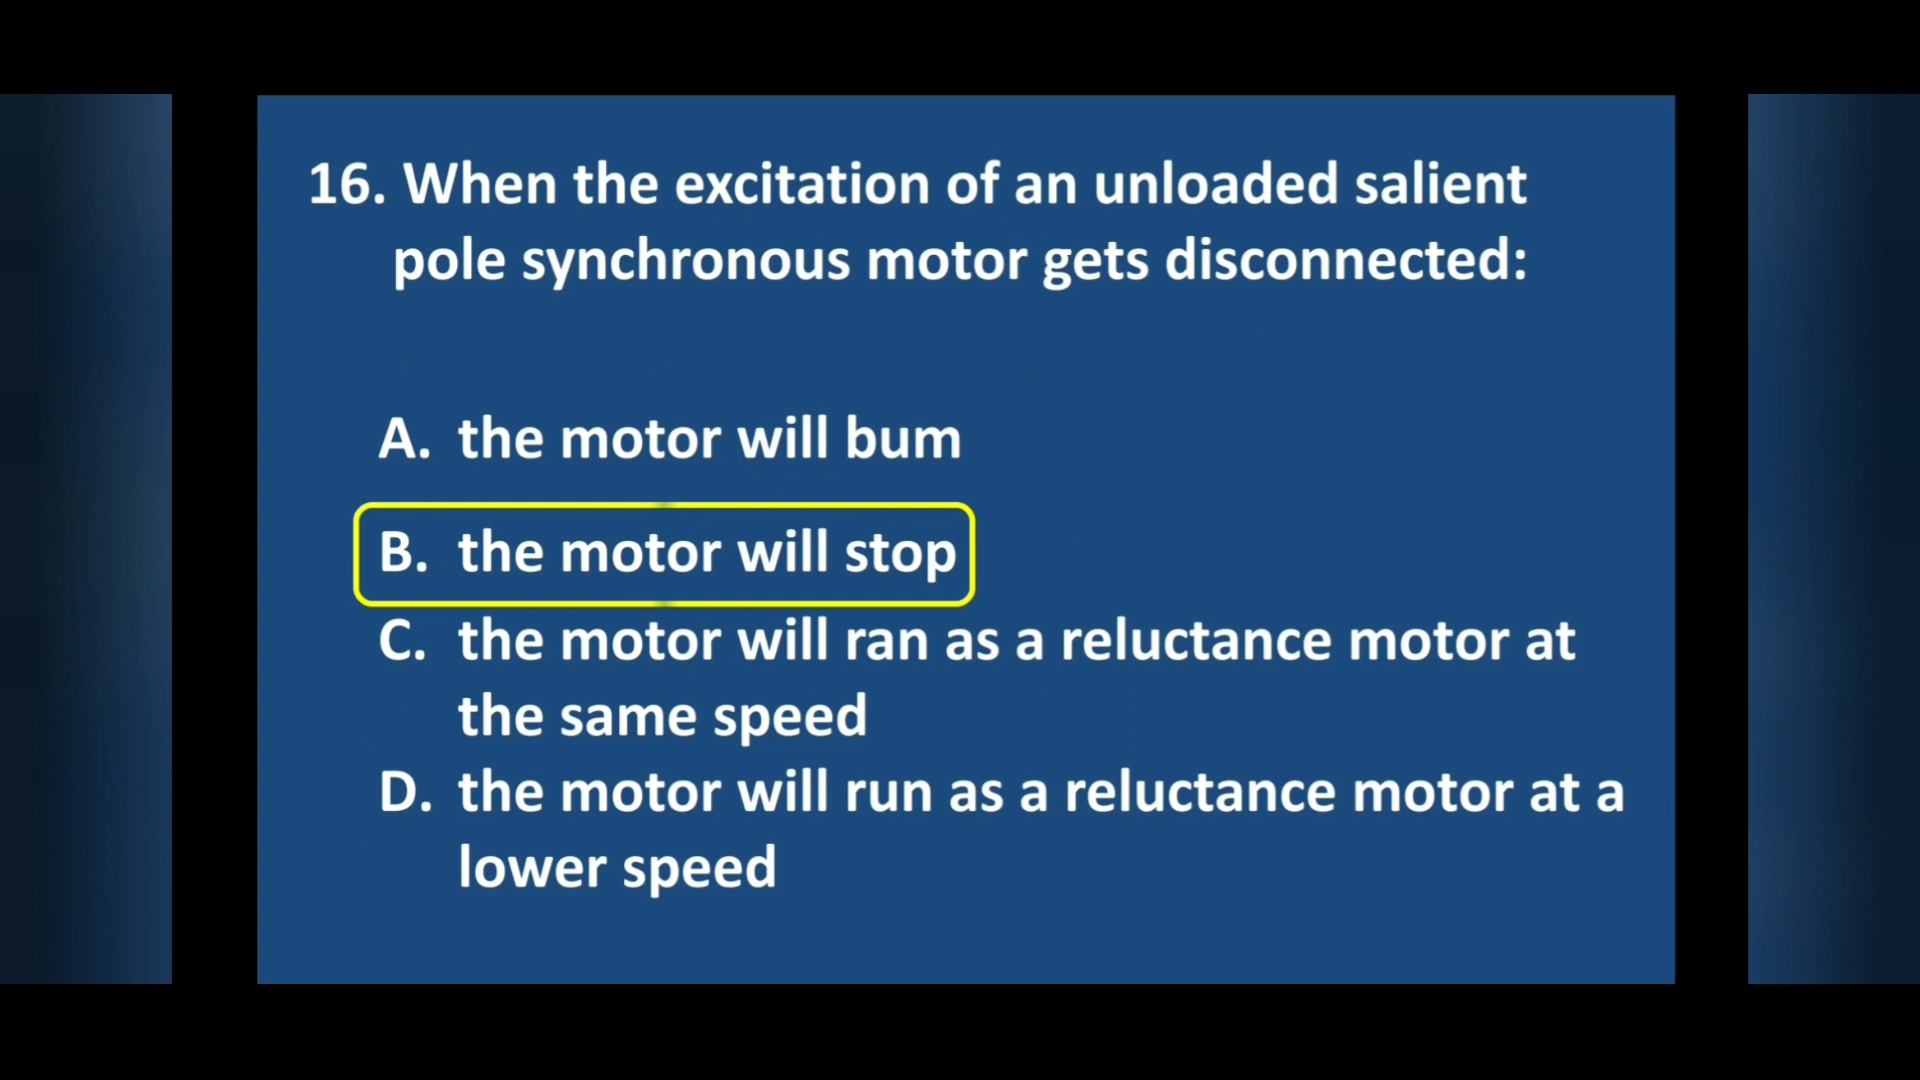 16. When the excitation of an unloaded salient
pole synchronous motor gets disconnected:
A. the motor will bum
B. the motor will stop
C. the motor will ran as a reluctance motor at
the same speed
D. the motor will run as a reluctance motor at a
lower speed